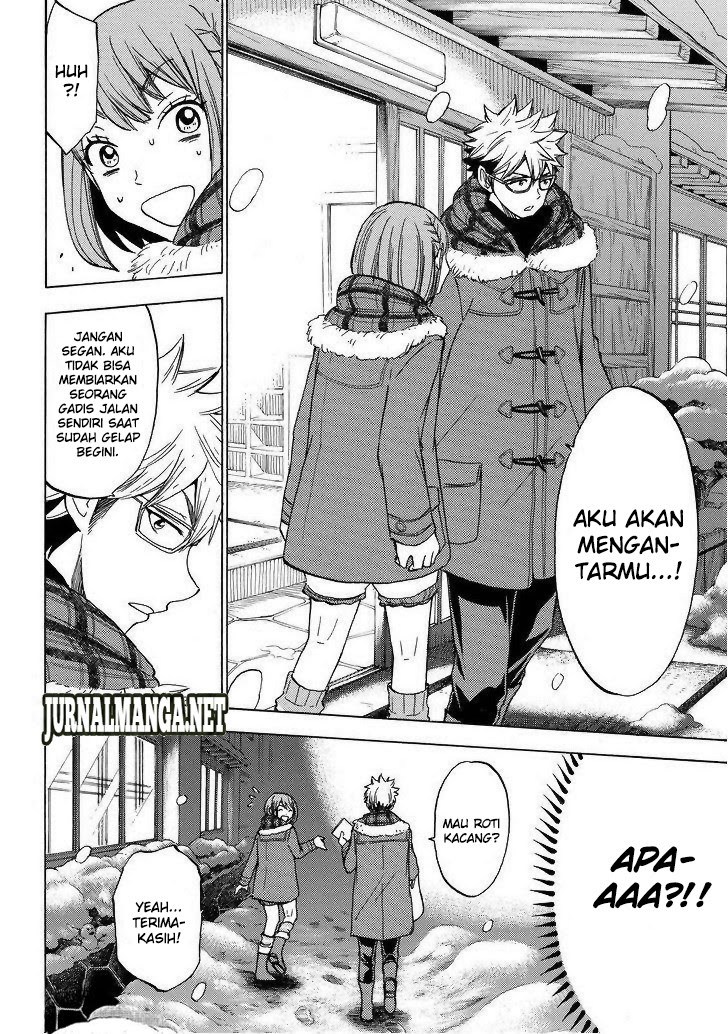 AKU AKAN
MENGAN-
TARMU...!
HUH
?!
JANGAN
SEGAN. AKU
TIDAK BISA
MEMBIARKAN
SEORANG
GADIS JALAN
SENDIRI SAAT
SUDAH GELAP
BEGINI.
JURNALMANGA.NET
APA-
AAA?!!
MAU ROTI
KACANG?
YEAH...
TERIMA-
KASIH!